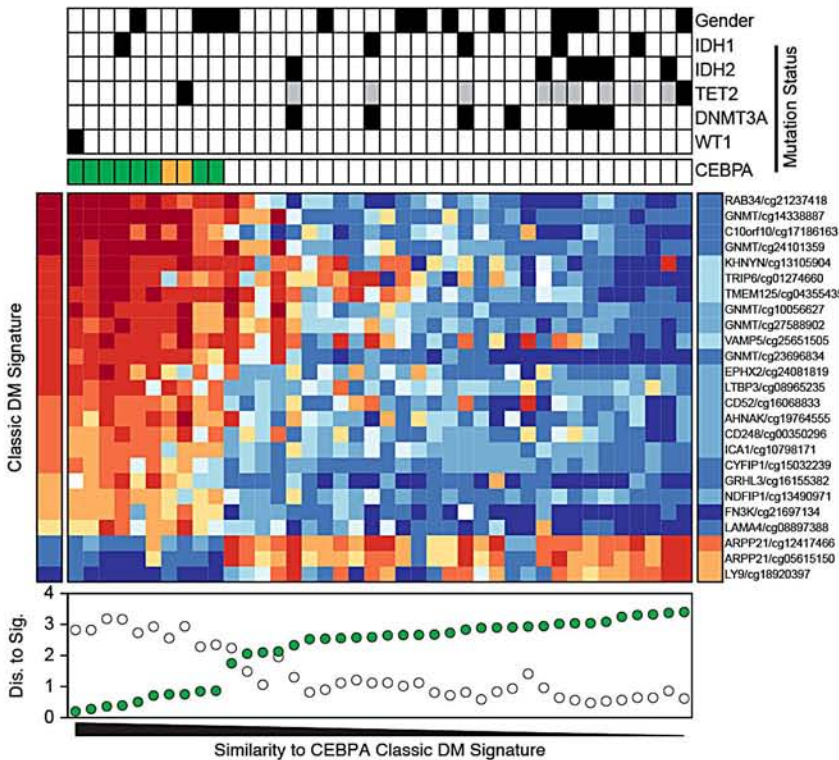 Gender
IDH1
IDH2
TET2
DNMT3A
WT1
CEBPA
Mutation Status
Classic DM Signature
RAB34/cg21237418
GNMT/cg14338887
C10orf10/cg17186163
GNMT/cg24101359
KHNYN/cg13105904
TRIP6/cg01274660
TMEM125/cg04355435
GNMT/cg10056627
GNMT/cg27588902
VAMP5/cg25651505
GNMT/cg23696834
EPHX2/cg24081819
LTBP3/cg08965235
CD52/cg16068833
AHNAK/cg19764555
CD248/cg00350296
ICA1/cg10798171
CYFIP1/cg15032239
GRHL3/cg16155382
NDFIP1/cg13490971
FN3K/cg21697134
LAMA4/cg08897388
ARPP21/cg12417466
ARPP21/cg05615150
LY9/cg18920397
Dis. to Sig.
4
3
2
1
0
Similarity to CEBPA Classic DM Signature